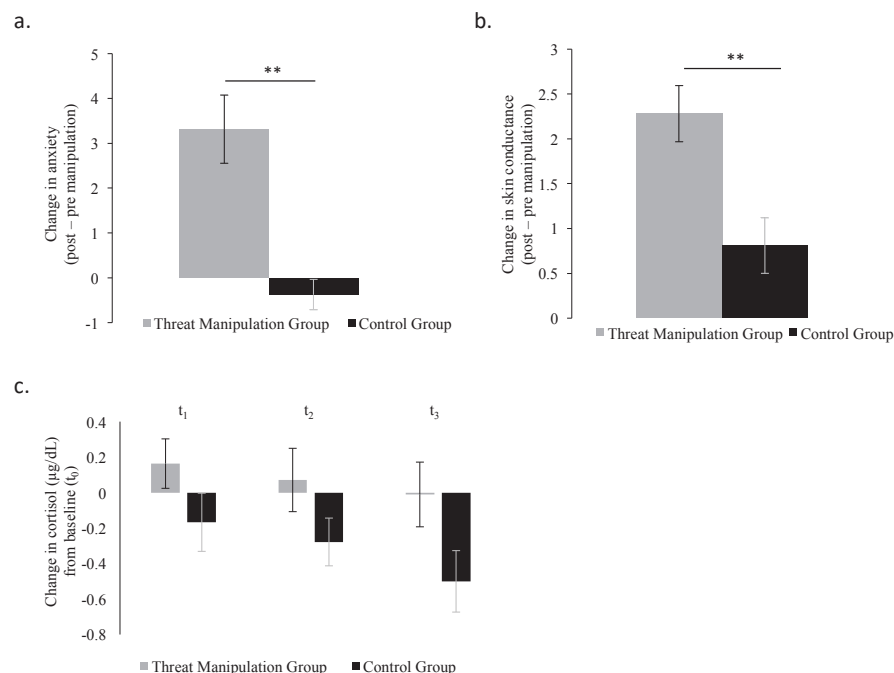 a.
5
4
3
2
1
0
-1
Change in anxiety
(post – pre manipulation)
**
Threat Manipulation Group Control Group
b.
3
2.5
2
1.5
1
0.5
0
Change in skin conductance
(post – pre manipulation)
**
Threat Manipulation Group Control Group
c.
t₁ t₂ t₃
0.4
0.2
0
-0.2
-0.4
-0.6
-0.8
Change in cortisol (µg/dL)
from baseline (t₀)
Threat Manipulation Group Control Group